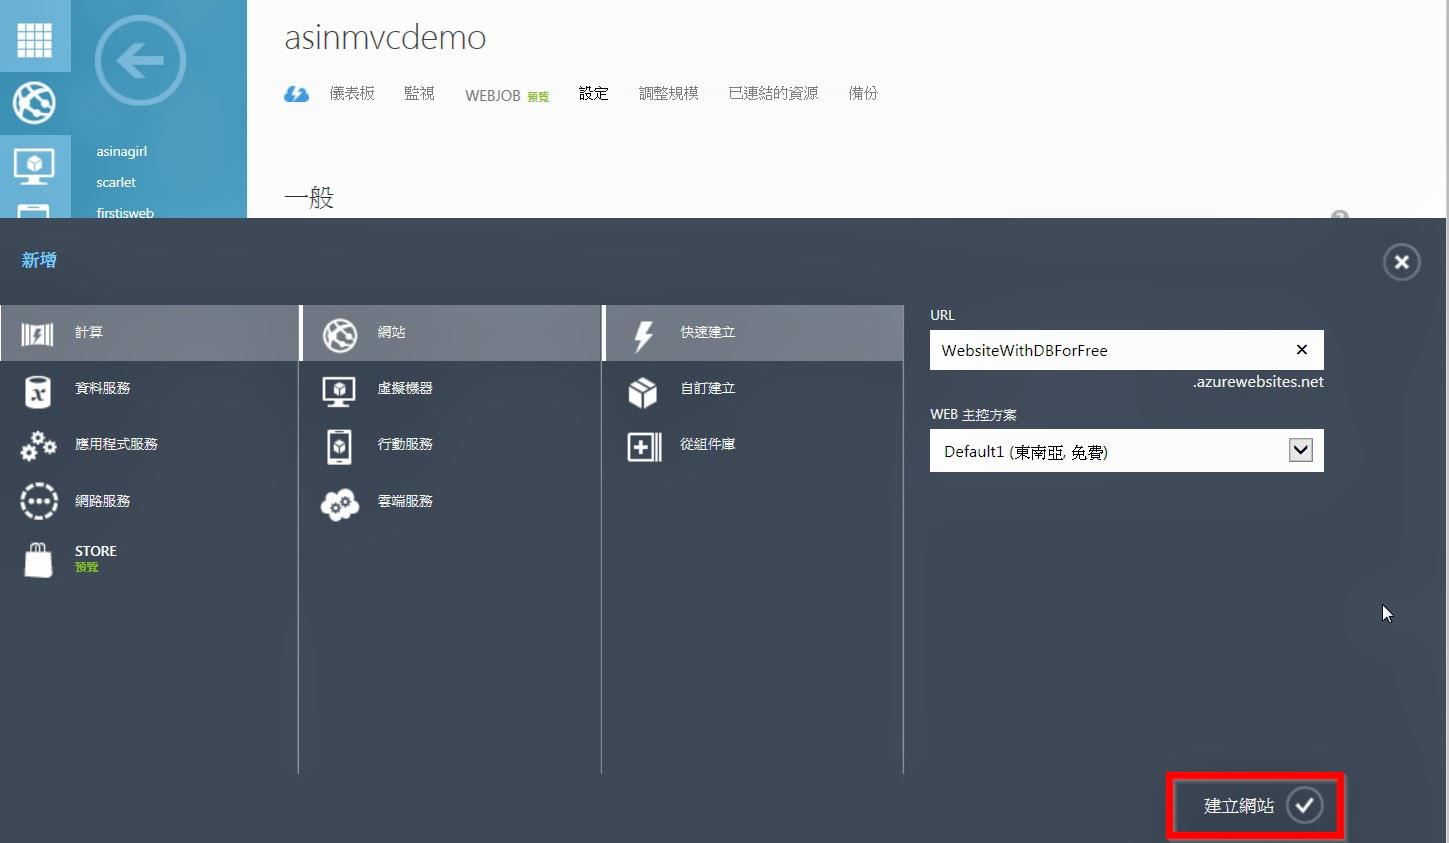 asinmvcdemo
儀表板 監視 WEBJOB 預覽 設定 調整規模 已連結的資源 備份
asinagirl
scarlet
firstisweb
一般
新增
計算
資料服務
應用程式服務
網路服務
STORE
預覽
網站
虛擬機器
行動服務
雲端服務
快速建立
自訂建立
從組件庫
URL
WebsiteWithDBForFree
.azurewebsites.net
WEB 主控方案
Default1 (東南亞, 免費)
建立網站